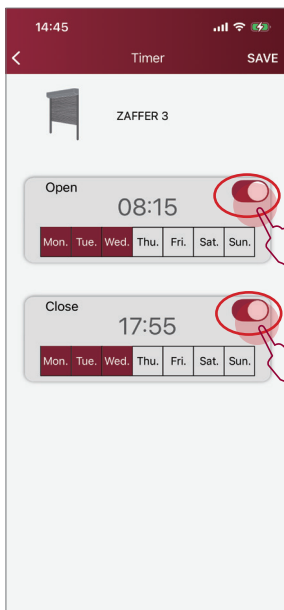 14:45
Timer SAVE
ZAFFER 3
Open
08:15
Mon. Tue. Wed. Thu. Fri. Sat. Sun.
Close
17:55
Mon. Tue. Wed. Thu. Fri. Sat. Sun.